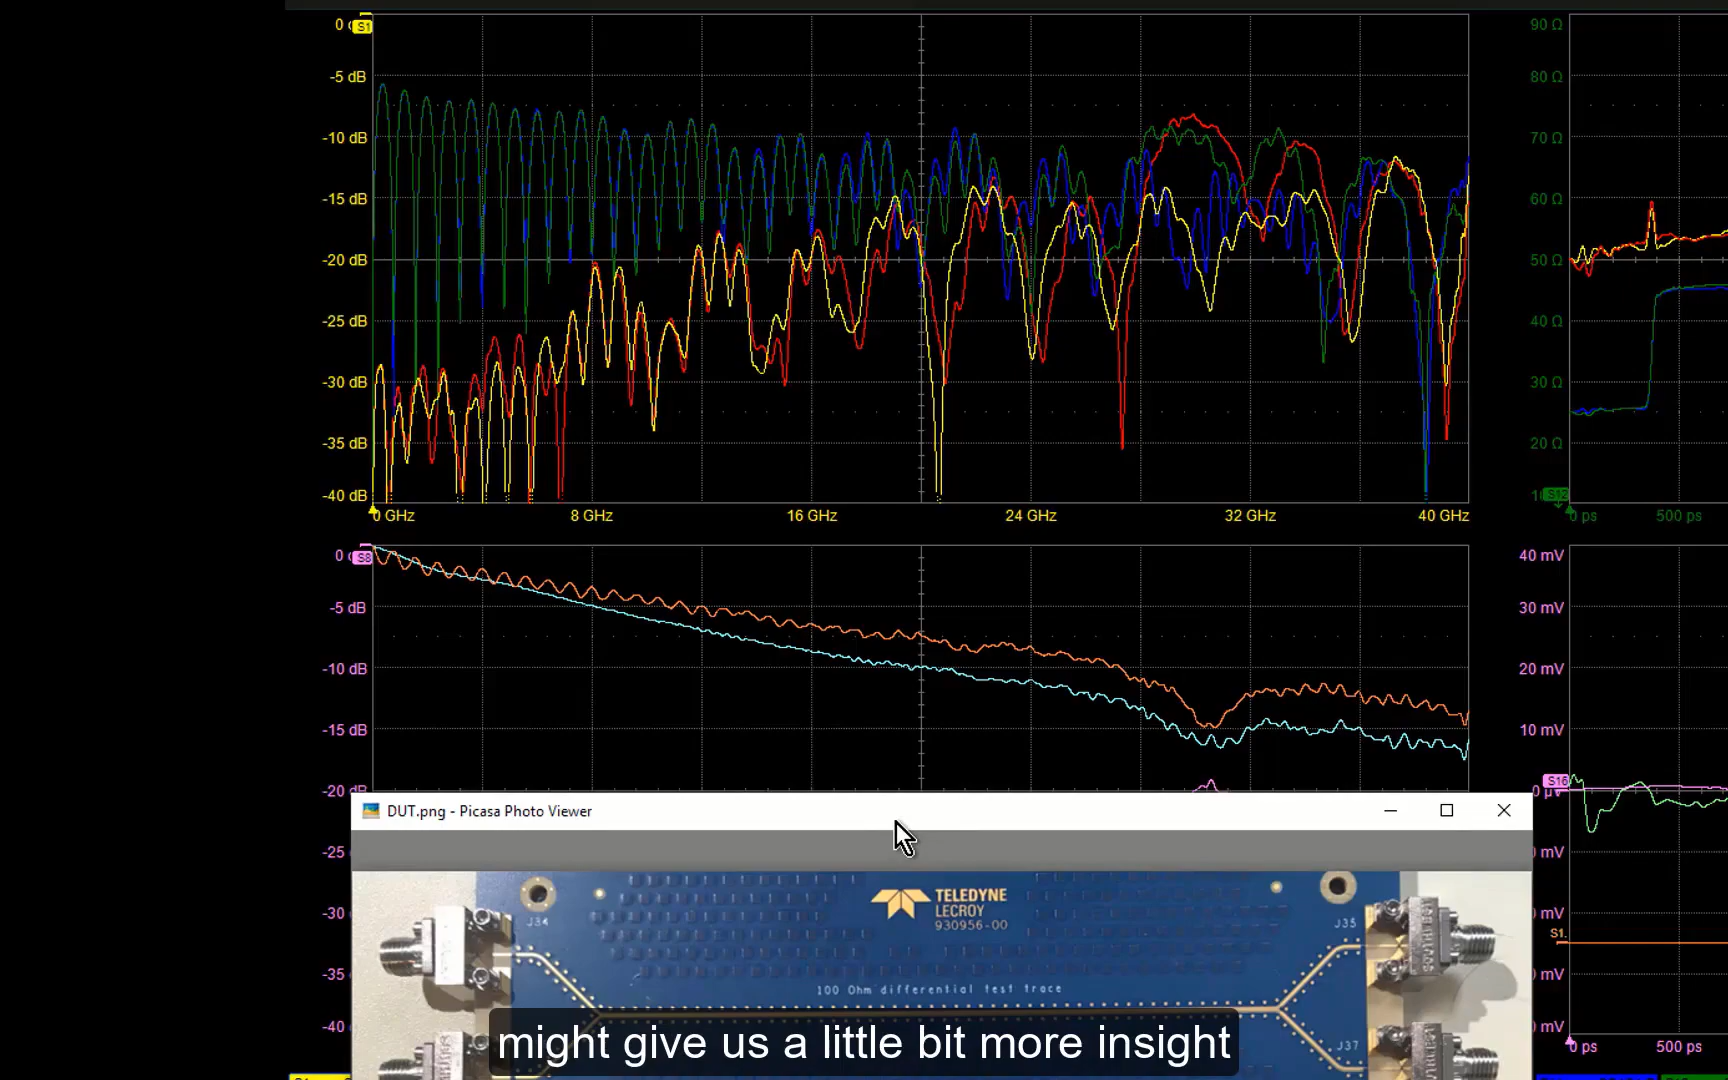 0
S1
-5 dB
-10 dB
-15 dB
-20 dB
-25 dB
-30 dB
-35 dB
-40 dB
0 GHz 8 GHz 16 GHz 24 GHz 32 GHz 40 GHz
90 Ω
80 Ω
70 Ω
60 Ω
50 Ω
40 Ω
30 Ω
20 Ω
S12
0 ps 500 ps
0
S8
-5 dB
-10 dB
-15 dB
-20 dB
-25
-30
-35
-40
40 mV
30 mV
20 mV
10 mV
S16
0 µV
mV
mV
S1.
mV
mV
0 ps 500 ps
DUT.png - Picasa Photo Viewer
TELEDYNE
LECROY
930956-00
J34
J35
100 Ohm differential test trace
J37
might give us a little bit more insight